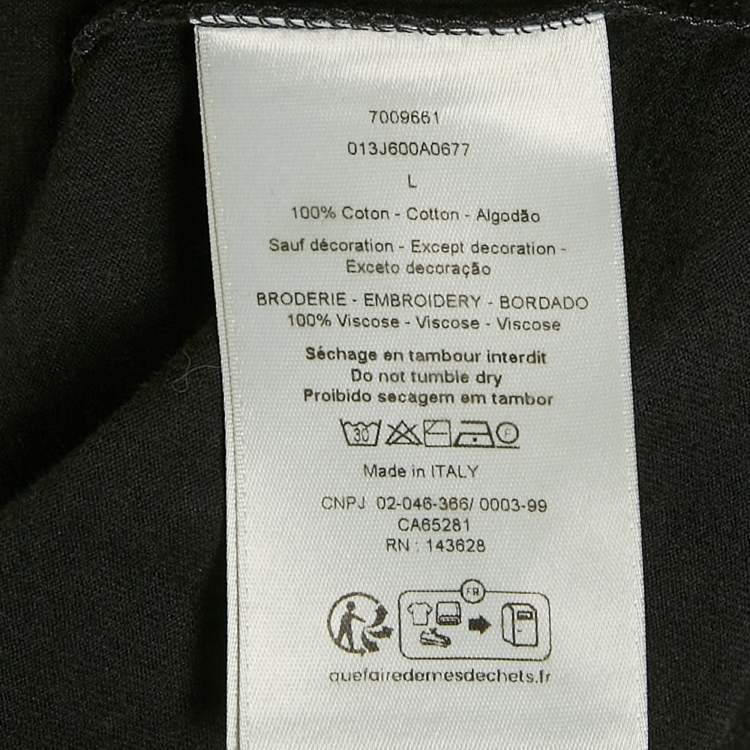 7009661
013J600A0677
L
100% Coton - Cotton - Algodão
Sauf décoration - Except decoration -
Exceto decoração
BRODERIE - EMBROIDERY - BORDADO
100% Viscose - Viscose - Viscose
Séchage en tambour interdit
Do not tumble dry
Proibido secagem em tambor
30 F
Made in ITALY
CNPJ 02-046-366/ 0003-99
CA65281
RN : 143628
FR
quefairedemesdechets.fr